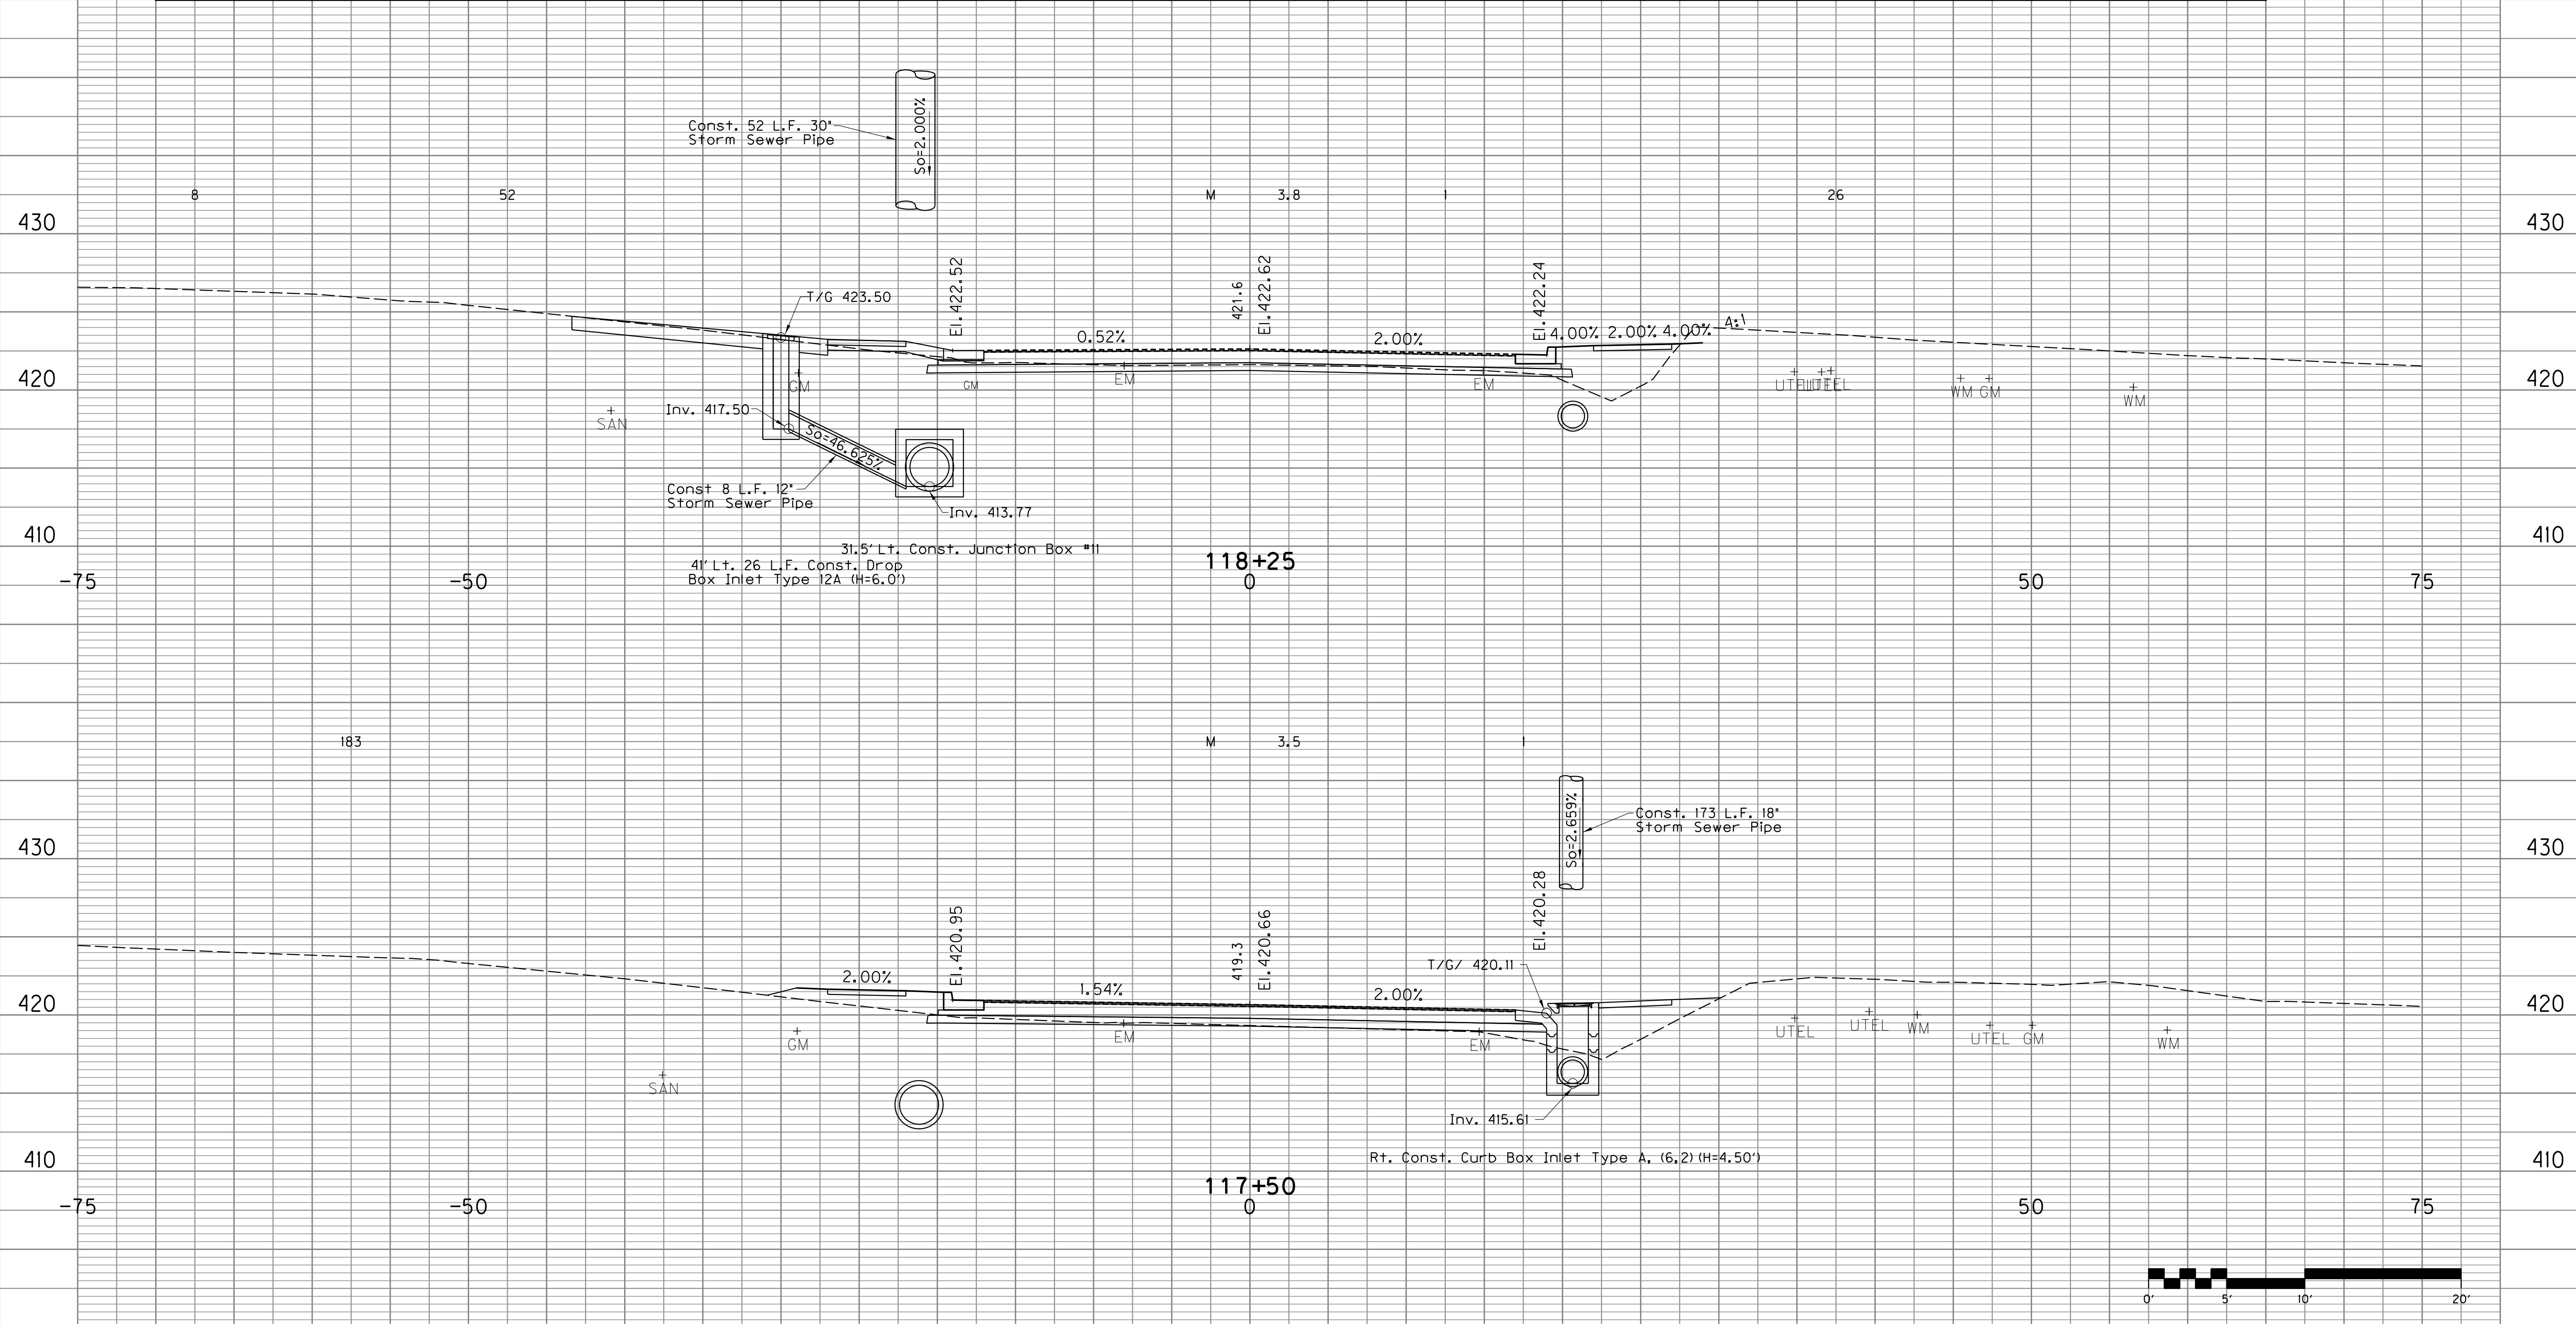 So=2.000%
Const. 52 L.F. 30"
Storm Sewer Pipe
8 52 M 3.8 1 26
430 430
El.422.52
421.6
El.422.62
El.422.24
T/G 423.50
0.52% 2.00% 4.00% 2.00% 4.00% 4:1
420 420
GM GM EM EM UTEL UTEL WM GM WM
Inv. 417.50
SAN
So=46.625%
Const 8 L.F. 12"
Storm Sewer Pipe
Inv. 413.77
410 410
31.5' Lt. Const. Junction Box #11
41' Lt. 26 L.F. Const. Drop
Box Inlet Type 12A (H=6.0')
118+25
-75 -50 0 50 75
183 M 3.5 1
So=2.659%
Const. 173 L.F. 18"
Storm Sewer Pipe
430 430
El.420.95
419.3
El.420.66
El.420.28
T/G/ 420.11
2.00% 1.54% 2.00%
420 420
GM EM EM UTEL UTEL WM UTEL GM WM
SAN
Inv. 415.61
Rt. Const. Curb Box Inlet Type A, (6,2) (H=4.50')
410 410
117+50
-75 -50 0 50 75
0' 5' 10' 20'